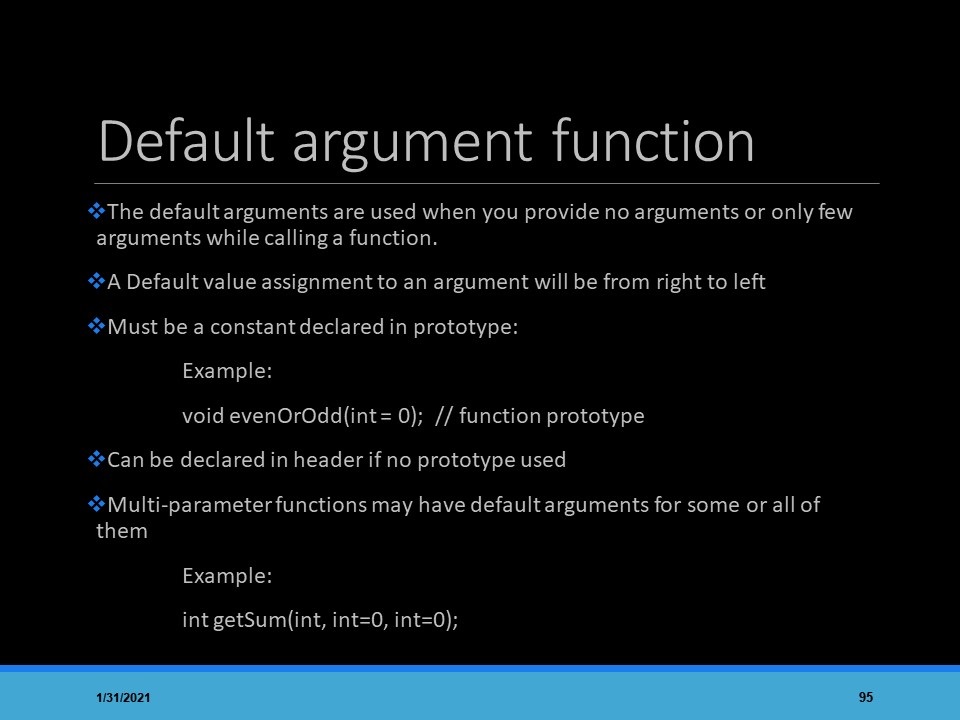 Default argument function
❖The default arguments are used when you provide no arguments or only few
arguments while calling a function.
❖A Default value assignment to an argument will be from right to left
❖Must be a constant declared in prototype:
Example:
void evenOrOdd(int = 0); // function prototype
❖Can be declared in header if no prototype used
❖Multi-parameter functions may have default arguments for some or all of
them
Example:
int getSum(int, int=0, int=0);
1/31/2021
95